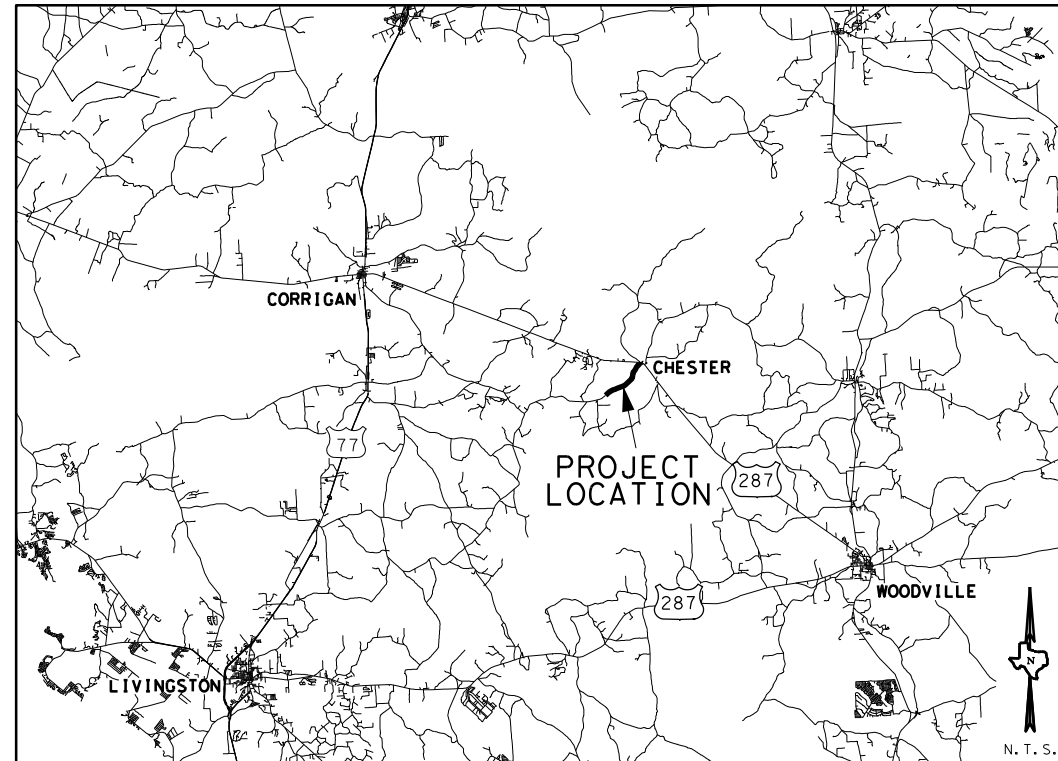 CORRIGAN
CHESTER
77
PROJECT
LOCATION
287
287
WOODVILLE
LIVINGSTON
N
N.T.S.